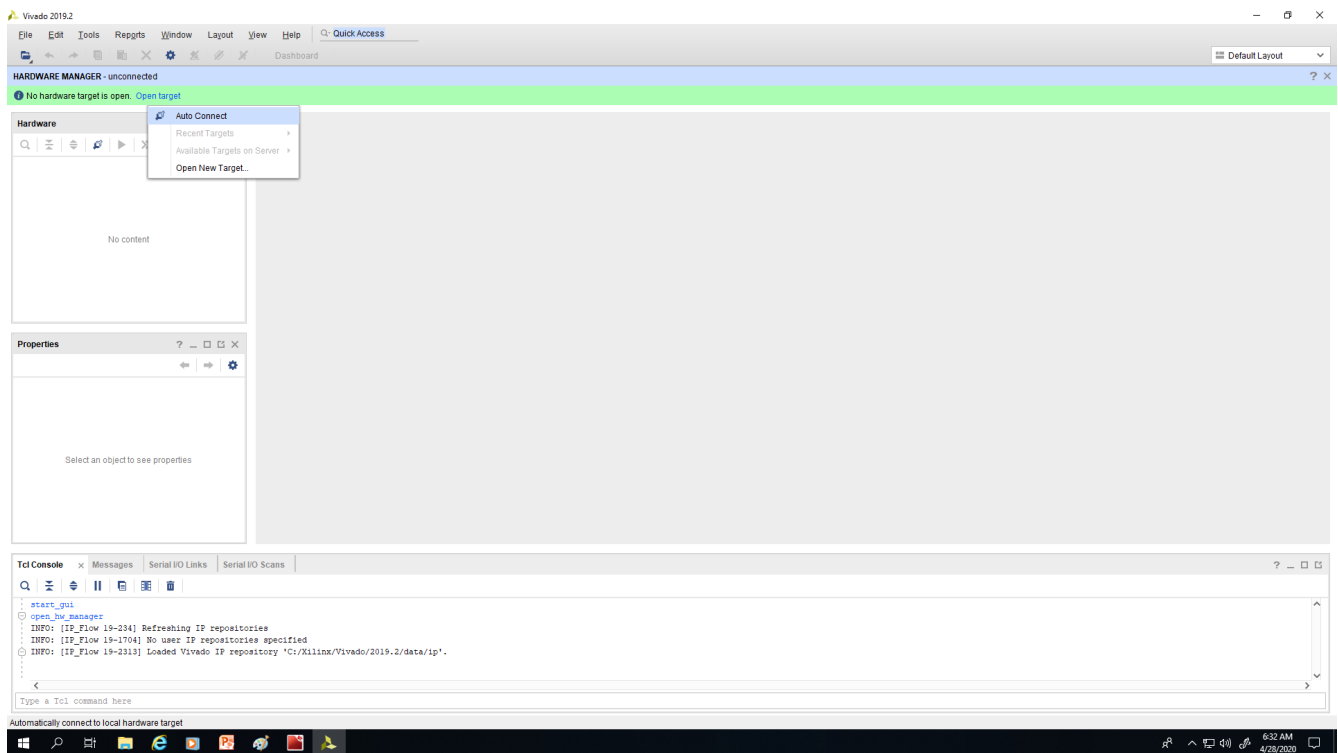 Vivado 2019.2
File Edit Tools Reports Window Layout View Help Quick Access
Dashboard
Default Layout
HARDWARE MANAGER - unconnected
No hardware target is open. Open target
Auto Connect
Recent Targets
Available Targets on Server
Open New Target...
Hardware
No content
Properties
Select an object to see properties
Tcl Console Messages Serial I/O Links Serial I/O Scans
start_gui
open_hw_manager
INFO: [IP_Flow 19-234] Refreshing IP repositories
INFO: [IP_Flow 19-1704] No user IP repositories specified
INFO: [IP_Flow 19-2313] Loaded Vivado IP repository 'C:/Xilinx/Vivado/2019.2/data/ip'.
Type a Tcl command here
Automatically connect to local hardware target
6:32 AM
4/28/2020